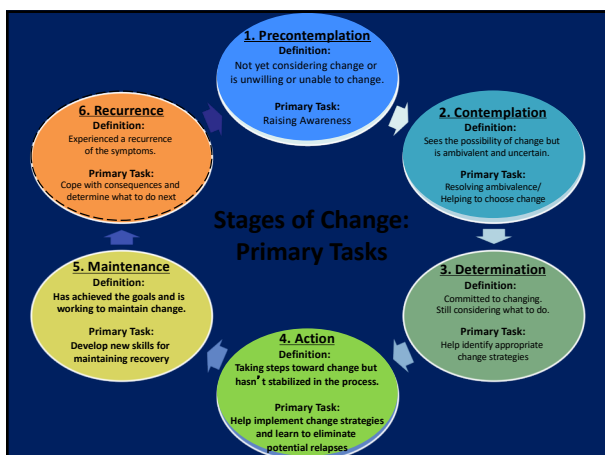 1. Precontemplation
Definition:
Not yet considering change or
is unwilling or unable to change.
Primary Task:
Raising Awareness
2. Contemplation
Definition:
Sees the possibility of change but
is ambivalent and uncertain.
Primary Task:
Resolving ambivalence/
Helping to choose change
3. Determination
Definition:
Committed to changing.
Still considering what to do.
Primary Task:
Help identify appropriate
change strategies
4. Action
Definition:
Taking steps toward change but
hasn’t stabilized in the process.
Primary Task:
Help implement change strategies
and learn to eliminate
potential relapses
5. Maintenance
Definition:
Has achieved the goals and is
working to maintain change.
Primary Task:
Develop new skills for
maintaining recovery
6. Recurrence
Definition:
Experienced a recurrence
of the symptoms.
Primary Task:
Cope with consequences and
determine what to do next
Stages of Change:
Primary Tasks